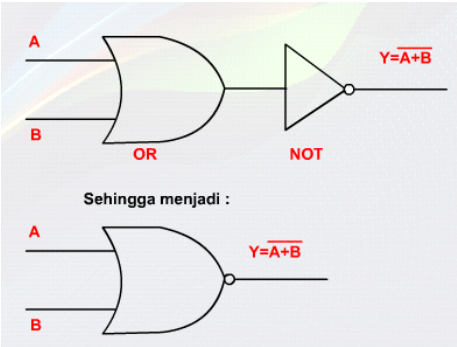 A
Y=A̅+̅B̅
B
OR
NOT
Sehingga menjadi :
A
Y=A̅+̅B̅
B